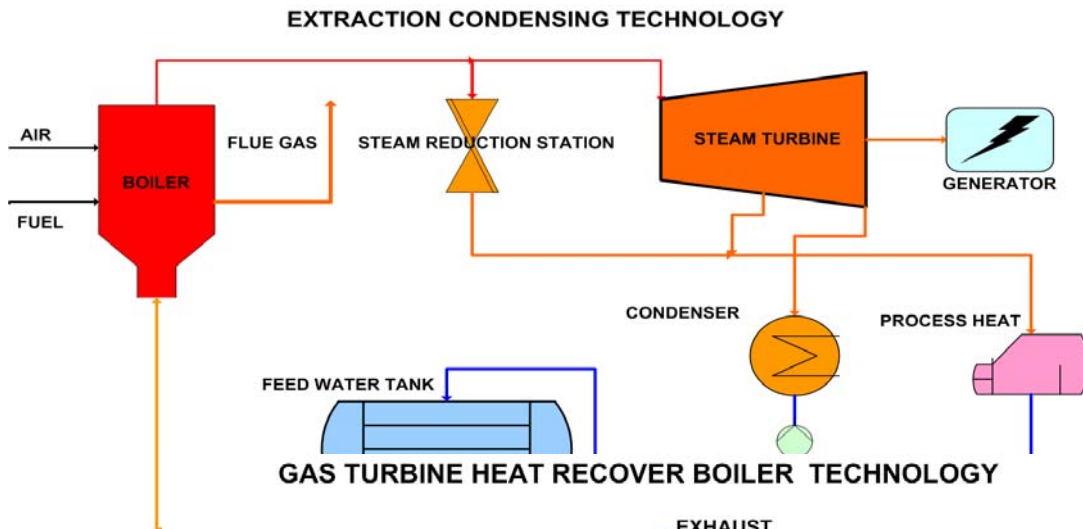 EXTRACTION CONDENSING TECHNOLOGY
AIR
FLUE GAS
STEAM REDUCTION STATION
STEAM TURBINE
BOILER
GENERATOR
FUEL
CONDENSER
PROCESS HEAT
FEED WATER TANK
GAS TURBINE HEAT RECOVER BOILER TECHNOLOGY
EXHAUST